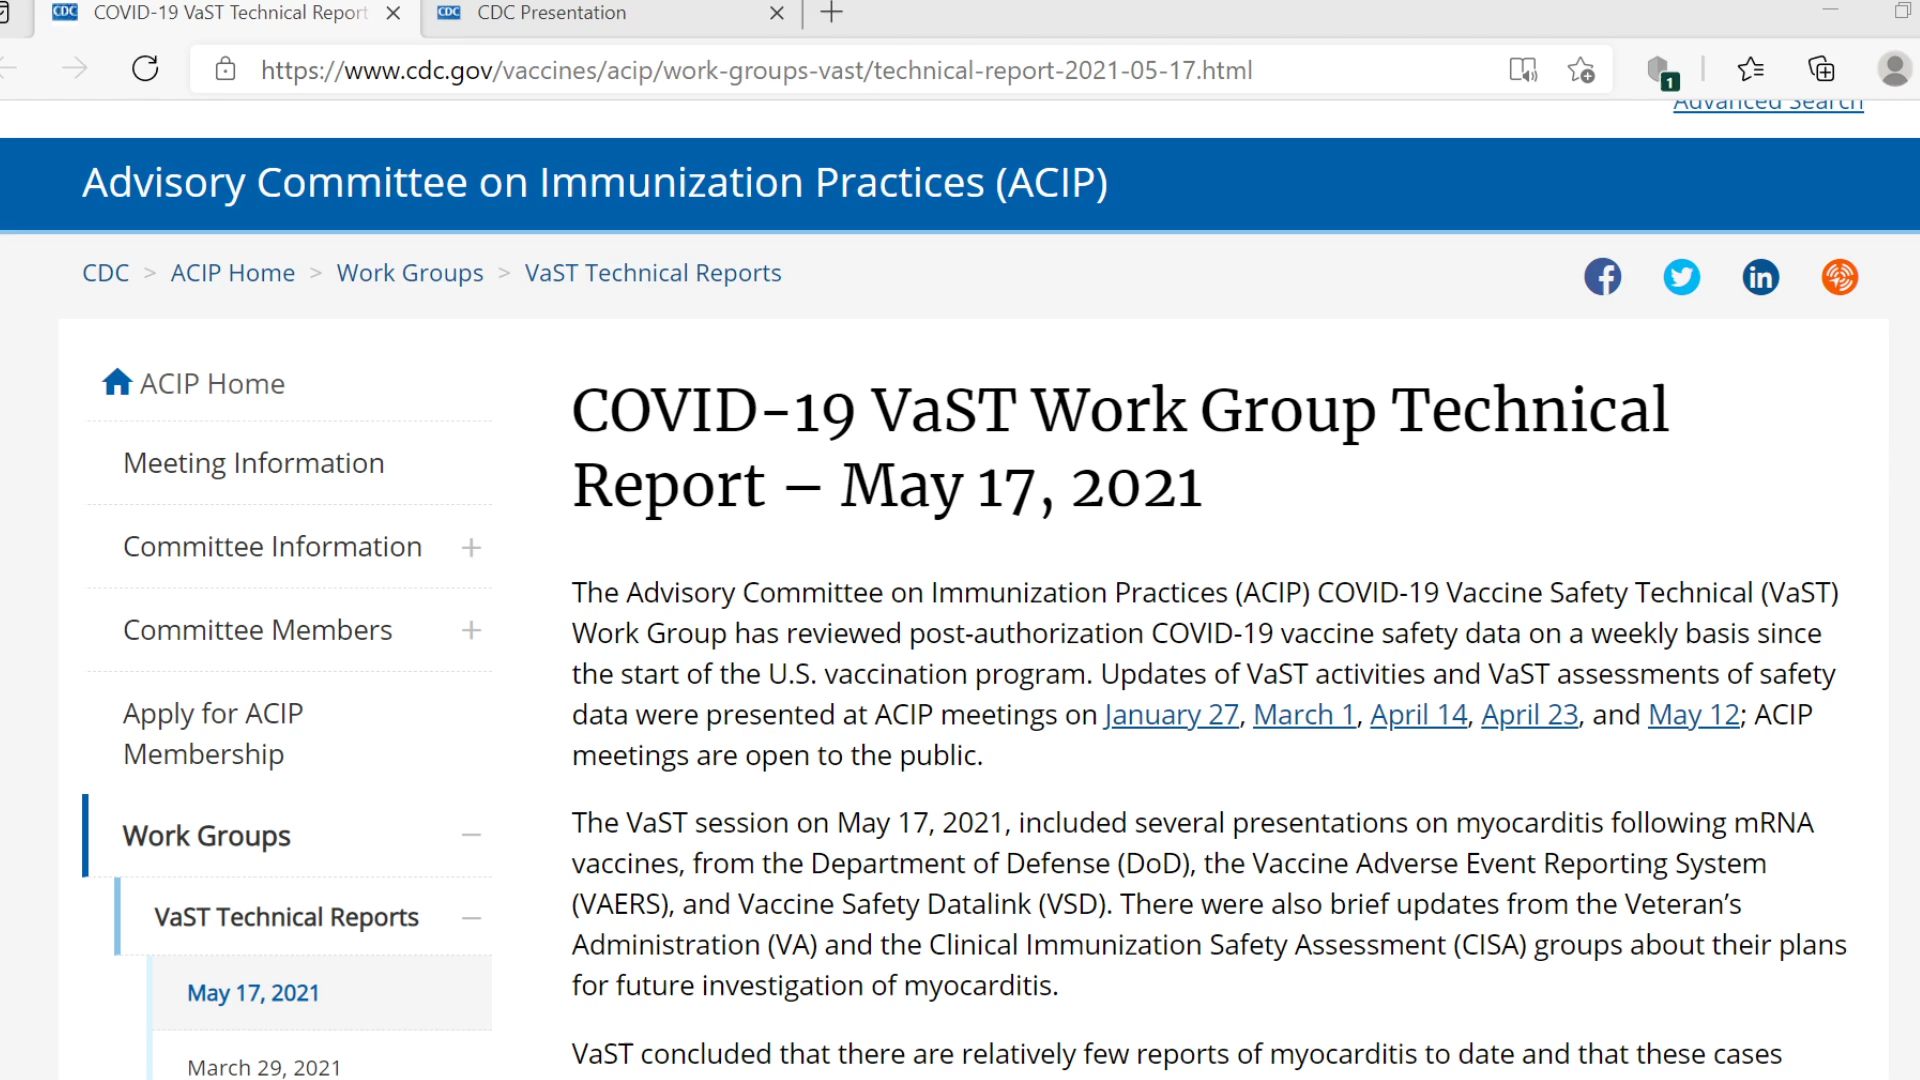 CDC COVID-19 VaST Technical Report
CDC CDC Presentation
https://www.cdc.gov/vaccines/acip/work-groups-vast/technical-report-2021-05-17.html
1
Advanced Search
Advisory Committee on Immunization Practices (ACIP)
CDC > ACIP Home > Work Groups > VaST Technical Reports
ACIP Home
Meeting Information
Committee Information +
Committee Members +
Apply for ACIP
Membership
Work Groups −
VaST Technical Reports −
May 17, 2021
March 29, 2021
COVID-19 VaST Work Group Technical
Report – May 17, 2021
The Advisory Committee on Immunization Practices (ACIP) COVID-19 Vaccine Safety Technical (VaST)
Work Group has reviewed post-authorization COVID-19 vaccine safety data on a weekly basis since
the start of the U.S. vaccination program. Updates of VaST activities and VaST assessments of safety
data were presented at ACIP meetings on January 27, March 1, April 14, April 23, and May 12; ACIP
meetings are open to the public.
The VaST session on May 17, 2021, included several presentations on myocarditis following mRNA
vaccines, from the Department of Defense (DoD), the Vaccine Adverse Event Reporting System
(VAERS), and Vaccine Safety Datalink (VSD). There were also brief updates from the Veteran’s
Administration (VA) and the Clinical Immunization Safety Assessment (CISA) groups about their plans
for future investigation of myocarditis.
VaST concluded that there are relatively few reports of myocarditis to date and that these cases